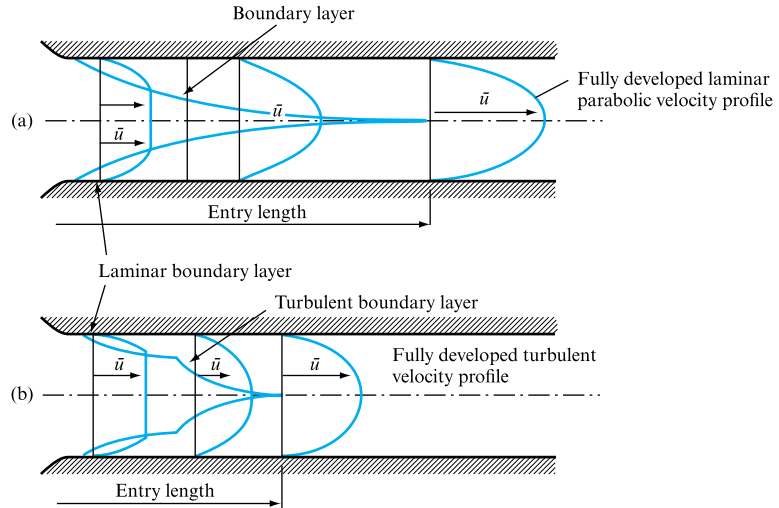 Boundary layer
Fully developed laminar
parabolic velocity profile
ū
ū
ū
(a)
Entry length
Laminar boundary layer
Turbulent boundary layer
Fully developed turbulent
velocity profile
ū
ū
ū
(b)
Entry length